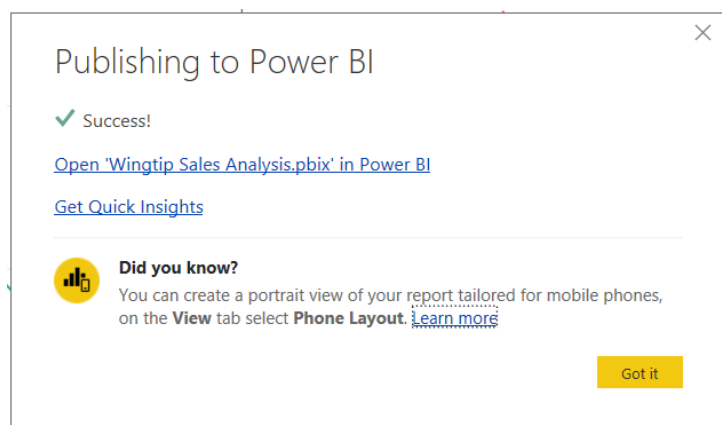 Publishing to Power BI
Success!
Open 'Wingtip Sales Analysis.pbix' in Power BI
Get Quick Insights
Did you know?
You can create a portrait view of your report tailored for mobile phones,
on the View tab select Phone Layout. Learn more
Got it